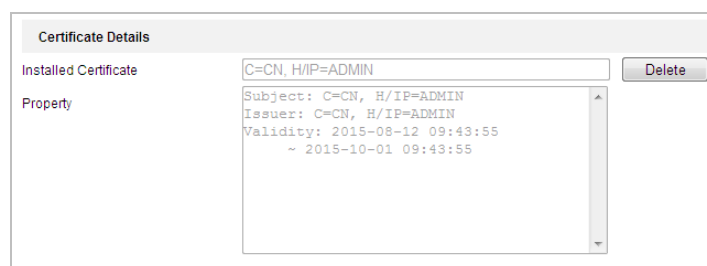 Certificate Details
Installed Certificate C=CN, H/IP=ADMIN Delete
Property
Subject: C=CN, H/IP=ADMIN
Issuer: C=CN, H/IP=ADMIN
Validity: 2015-08-12 09:43:55
~ 2015-10-01 09:43:55